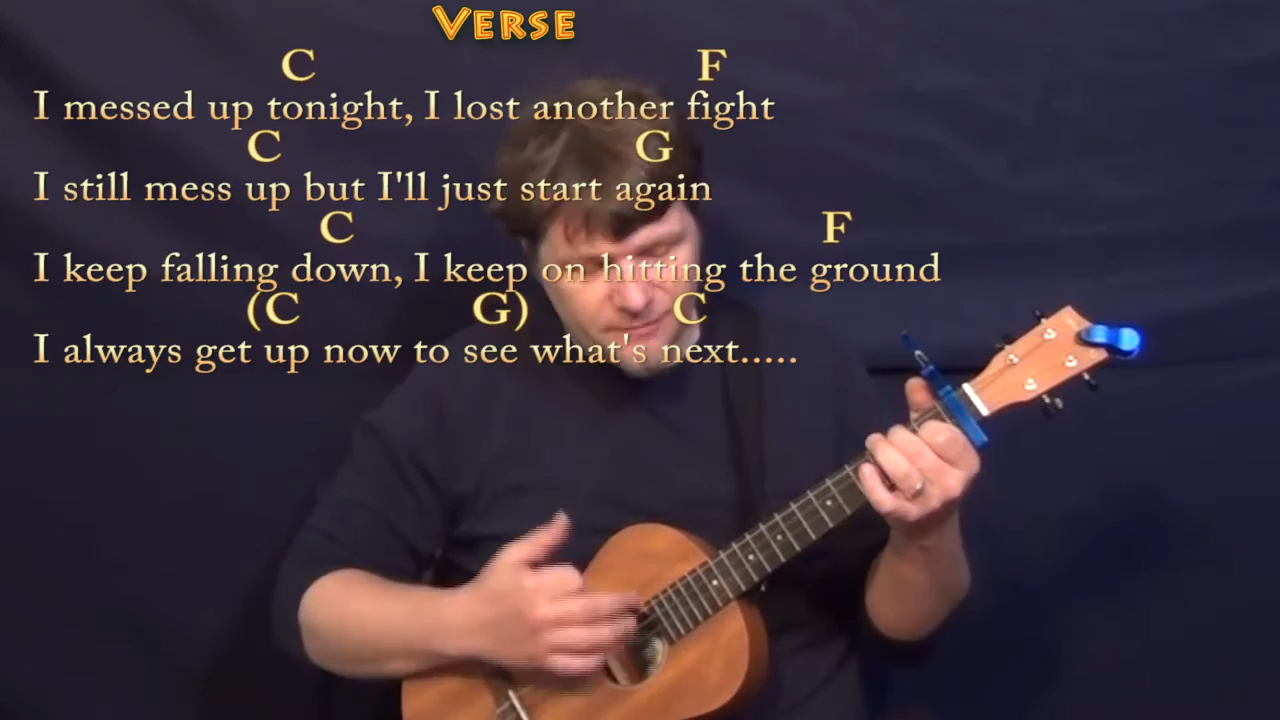 VERSE
C F
I messed up tonight, I lost another fight
C G
I still mess up but I'll just start again
C F
I keep falling down, I keep on hitting the ground
(C G) C
I always get up now to see what's next.....